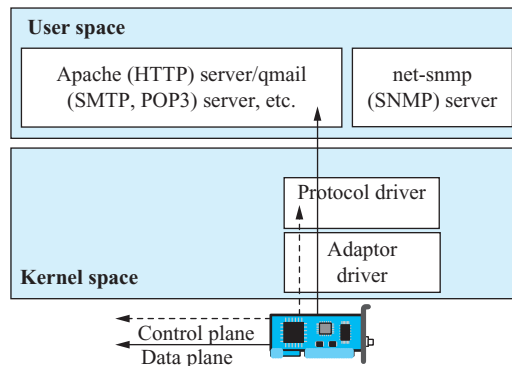 User space
Apache (HTTP) server/qmail
(SMTP, POP3) server, etc.
net-snmp
(SNMP) server
Protocol driver
Adaptor
driver
Kernel space
Control plane
Data plane